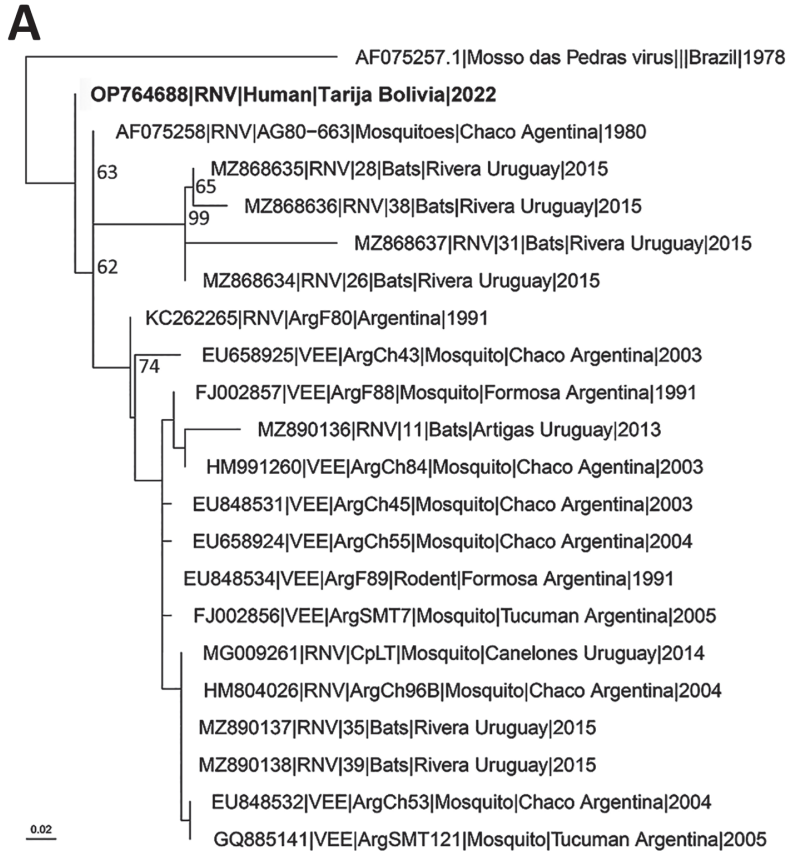 A
AF075257.1|Mosso das Pedras virus|||Brazil|1978
OP764688|RNV|Human|Tarija Bolivia|2022
AF075258|RNV|AG80−663|Mosquitoes|Chaco Agentina|1980
63
MZ868635|RNV|28|Bats|Rivera Uruguay|2015
65
MZ868636|RNV|38|Bats|Rivera Uruguay|2015
99
MZ868637|RNV|31|Bats|Rivera Uruguay|2015
62
MZ868634|RNV|26|Bats|Rivera Uruguay|2015
KC262265|RNV|ArgF80|Argentina|1991
EU658925|VEE|ArgCh43|Mosquito|Chaco Argentina|2003
74
FJ002857|VEE|ArgF88|Mosquito|Formosa Argentina|1991
MZ890136|RNV|11|Bats|Artigas Uruguay|2013
HM991260|VEE|ArgCh84|Mosquito|Chaco Agentina|2003
EU848531|VEE|ArgCh45|Mosquito|Chaco Argentina|2003
EU658924|VEE|ArgCh55|Mosquito|Chaco Argentina|2004
EU848534|VEE|ArgF89|Rodent|Formosa Argentina|1991
FJ002856|VEE|ArgSMT7|Mosquito|Tucuman Argentina|2005
MG009261|RNV|CpLT|Mosquito|Canelones Uruguay|2014
HM804026|RNV|ArgCh96B|Mosquito|Chaco Argentina|2004
MZ890137|RNV|35|Bats|Rivera Uruguay|2015
MZ890138|RNV|39|Bats|Rivera Uruguay|2015
EU848532|VEE|ArgCh53|Mosquito|Chaco Argentina|2004
0.02
GQ885141|VEE|ArgSMT121|Mosquito|Tucuman Argentina|2005